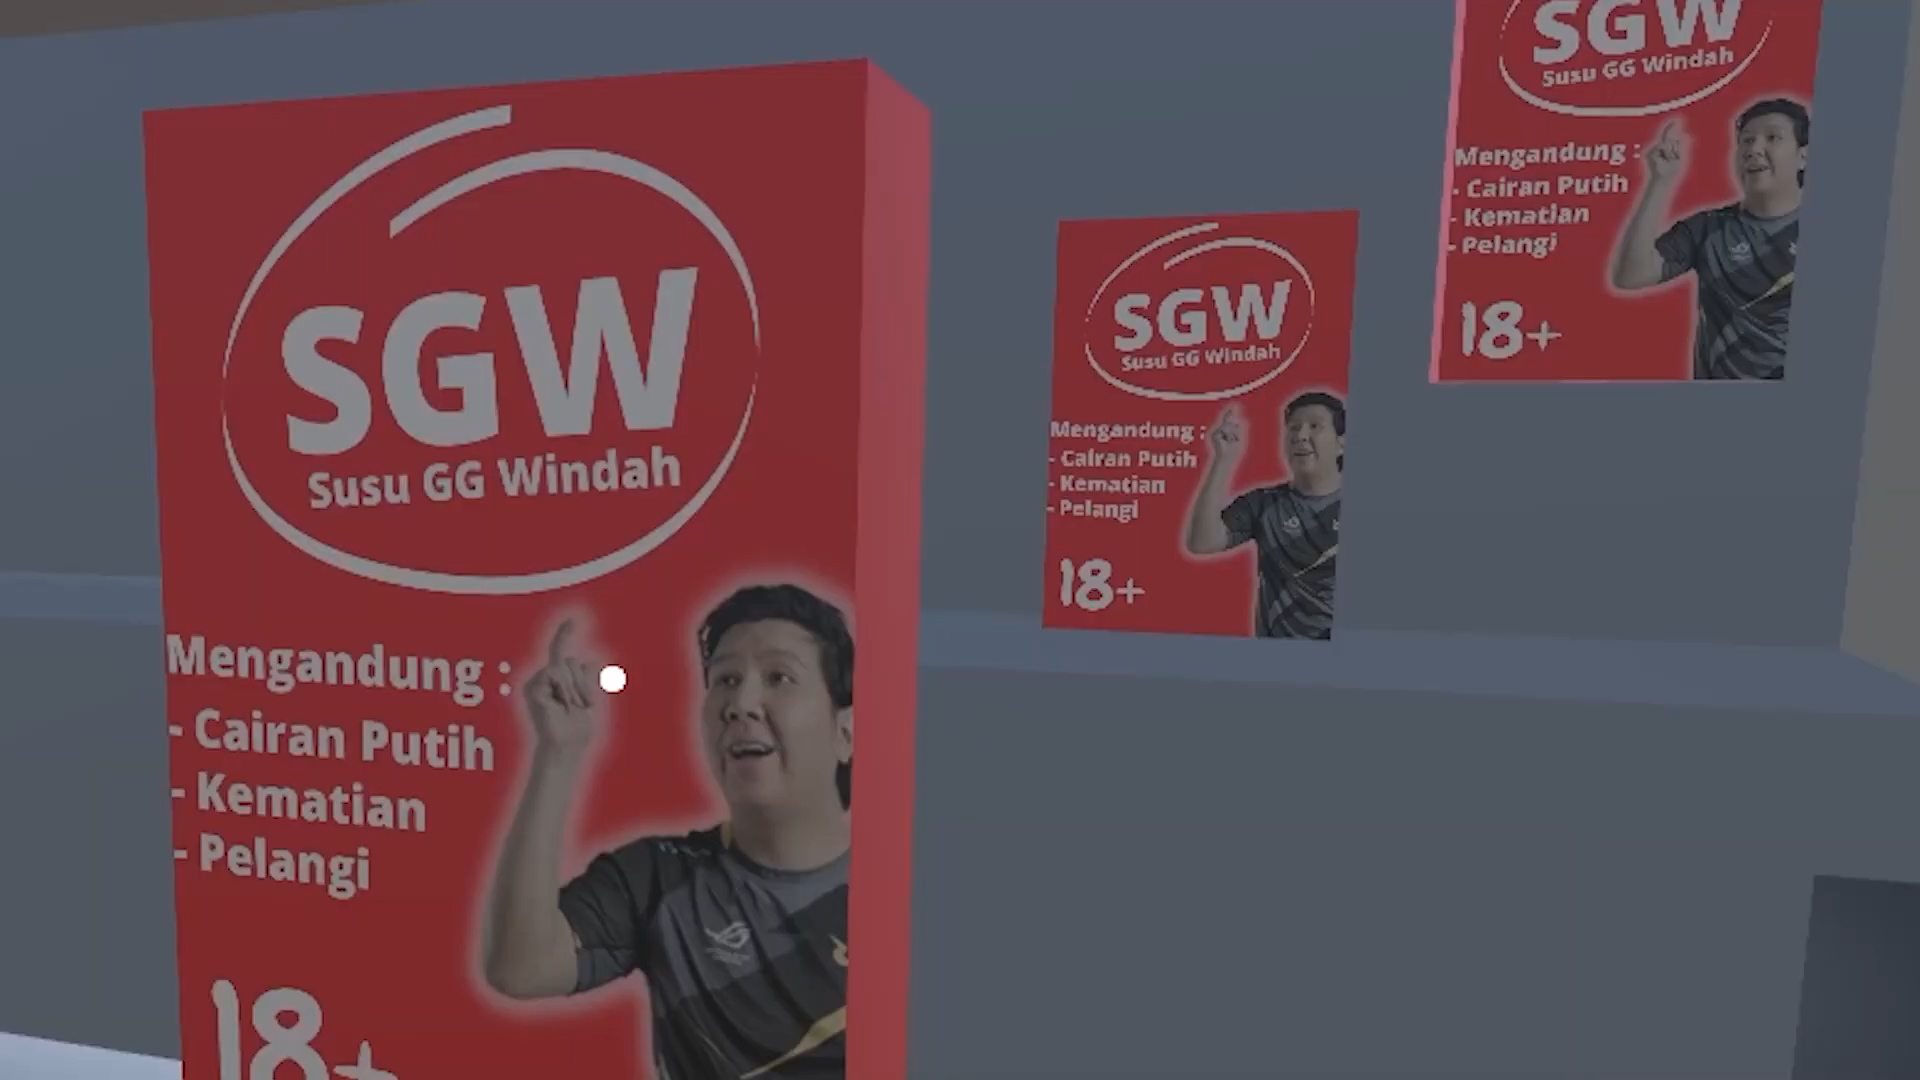 SGW
Susu GG Windah
Mengandung :
- Cairan Putih
- Kematian
- Pelangi
18+
SGW
Susu GG Windah
Mengandung :
- Cairan Putih
- Kematian
- Pelangi
18+
SGW
Susu GG Windah
Mengandung :
- Cairan Putih
- Kematian
- Pelangi
18+